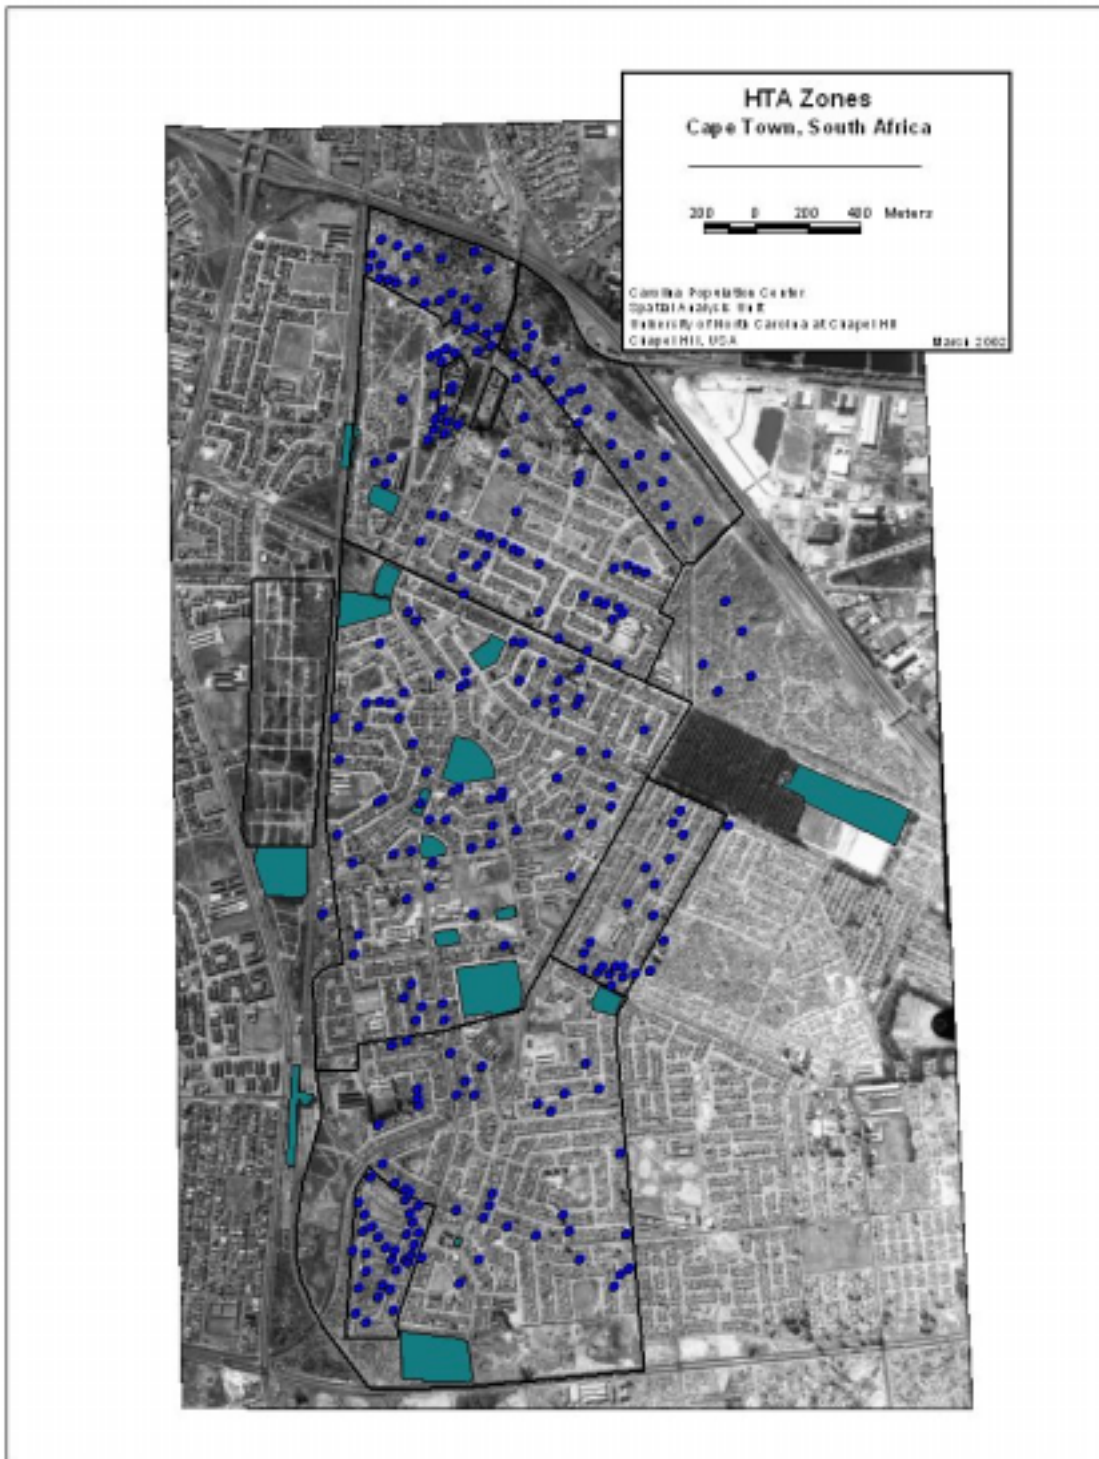 HTA Zones
Cape Town, South Africa
200 0 200 400 Meters
Carolina Population Center
Spatial Analysis Unit
University of North Carolina at Chapel Hill
Chapel Hill, USA
March 2002